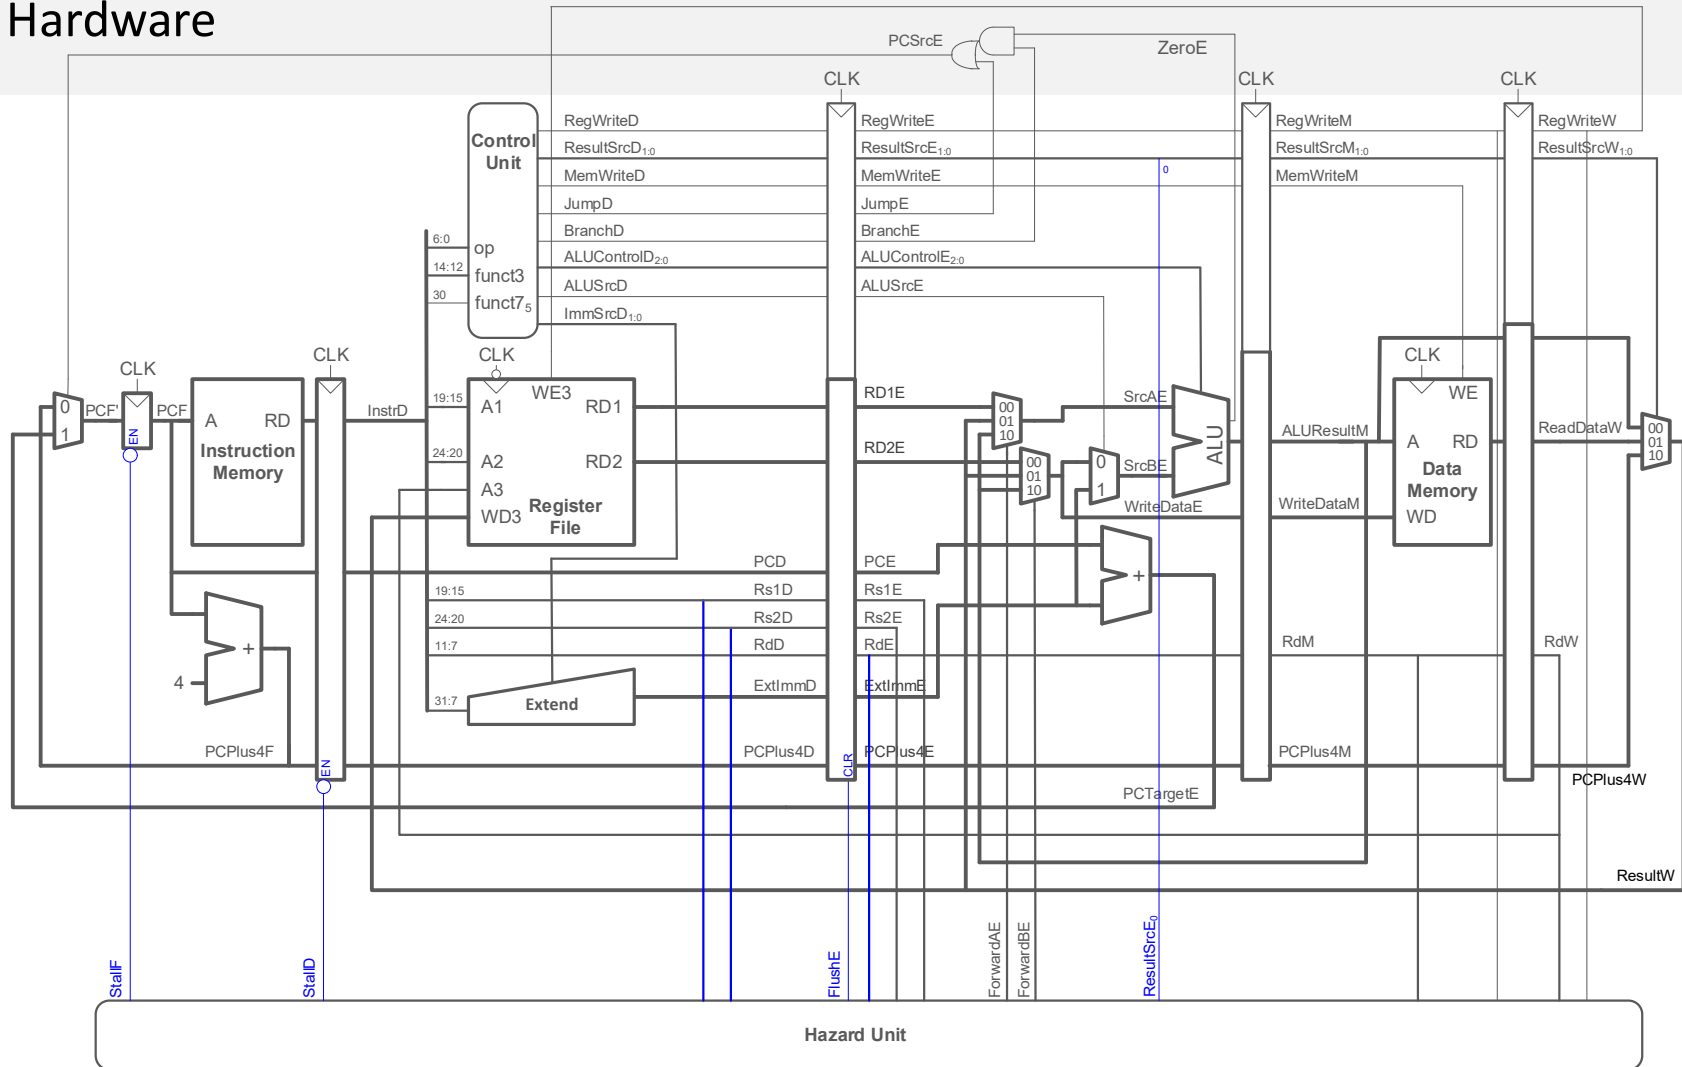 Hardware
PCSrcE
ZeroE
CLK
CLK
CLK
Control
Unit
op
funct3
funct7₅
6:0
14:12
30
RegWriteD
ResultSrcD₁:₀
MemWriteD
JumpD
BranchD
ALUControlD₂:₀
ALUSrcD
ImmSrcD₁:₀
RegWriteE
ResultSrcE₁:₀
MemWriteE
JumpE
BranchE
ALUControlE₂:₀
ALUSrcE
0
RegWriteM
ResultSrcM₁:₀
MemWriteM
RegWriteW
ResultSrcW₁:₀
0
1
PCF'
CLK
EN
PCF
A
RD
Instruction
Memory
CLK
EN
InstrD
19:15
24:20
CLK
WE3
A1
RD1
A2
RD2
A3
WD3
Register
File
RD1E
RD2E
00
01
10
00
01
10
0
1
SrcAE
SrcBE
WriteDataE
ALU
ALUResultM
WriteDataM
CLK
WE
A
RD
Data
Memory
WD
ReadDataW
00
01
10
+
4
PCPlus4F
PCD
PCE
19:15
Rs1D
Rs1E
24:20
Rs2D
Rs2E
11:7
RdD
RdE
RdM
RdW
31:7
Extend
ExtImmD
ExtImmE
+
PCPlus4D
CLR
PCPlus4E
PCPlus4M
PCPlus4W
PCTargetE
ResultW
StallF
StallD
FlushE
ForwardAE
ForwardBE
ResultSrcE₀
Hazard Unit